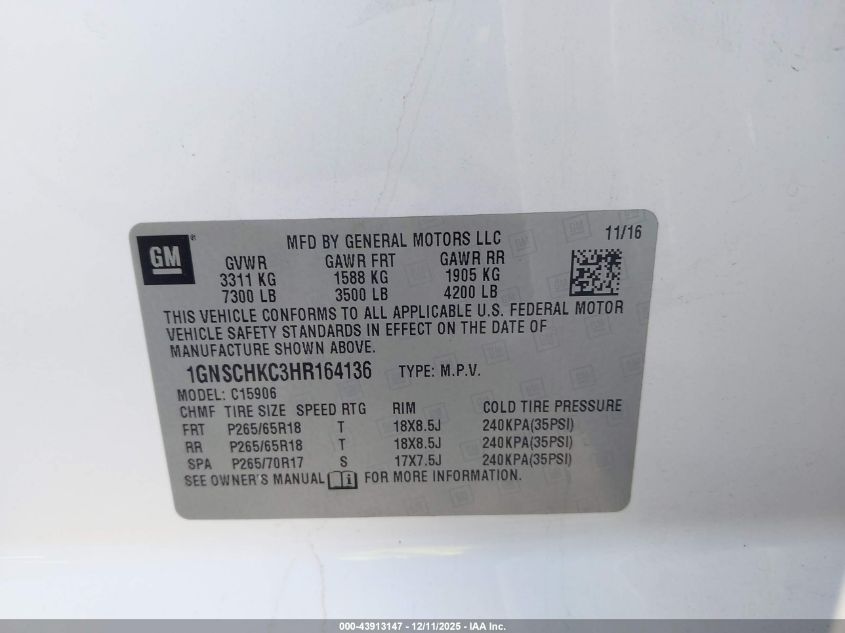 GM ®
MFD BY GENERAL MOTORS LLC 11/16
GVWR GAWR FRT GAWR RR
3311 KG 1588 KG 1905 KG
7300 LB 3500 LB 4200 LB
THIS VEHICLE CONFORMS TO ALL APPLICABLE U.S. FEDERAL MOTOR
VEHICLE SAFETY STANDARDS IN EFFECT ON THE DATE OF
MANUFACTURE SHOWN ABOVE.
1GNSCHKC3HR164136 TYPE: M.P.V.
MODEL: C15906
CHMF TIRE SIZE SPEED RTG RIM COLD TIRE PRESSURE
FRT P265/65R18 T 18X8.5J 240KPA(35PSI)
RR P265/65R18 T 18X8.5J 240KPA(35PSI)
SPA P265/70R17 S 17X7.5J 240KPA(35PSI)
SEE OWNER'S MANUAL i FOR MORE INFORMATION.
000-43913147 - 12/11/2025 - IAA Inc.